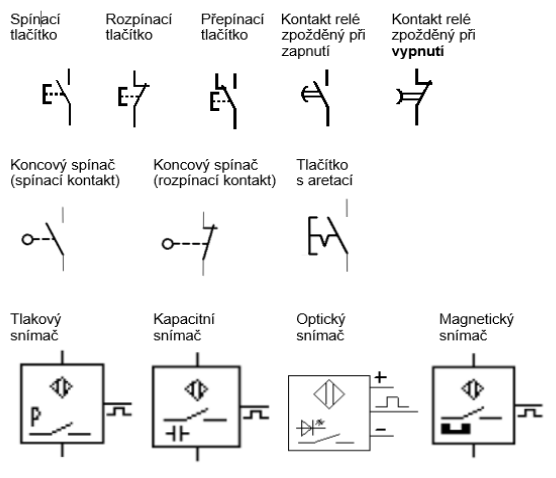 Spínací
tlačítko
Rozpínací
tlačítko
Přepínací
tlačítko
Kontakt relé
zpožděný při
zapnutí
Kontakt relé
zpožděný při
vypnutí
Koncový spínač
(spínací kontakt)
Koncový spínač
(rozpínací kontakt)
Tlačítko
s aretací
Tlakový
snímač
Kapacitní
snímač
Optický
snímač
Magnetický
snímač
p
+
−